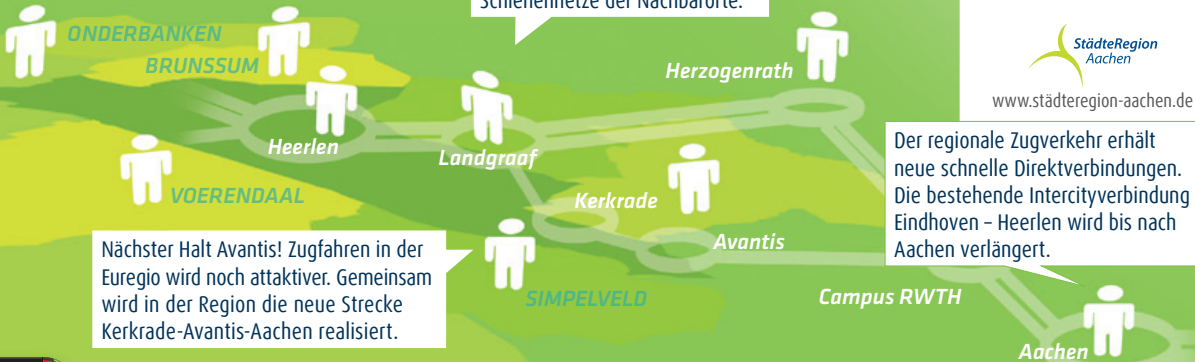 Schienennetze der Nachbarorte.
ONDERBANKEN
BRUNSSUM
Herzogenrath
StädteRegion
Aachen
www.städteregion-aachen.de
Heerlen
Landgraaf
Der regionale Zugverkehr erhält
neue schnelle Direktverbindungen.
Die bestehende Intercityverbindung
Eindhoven – Heerlen wird bis nach
Aachen verlängert.
VOERENDAAL
Kerkrade
Avantis
Nächster Halt Avantis! Zugfahren in der
Euregio wird noch attaktiver. Gemeinsam
wird in der Region die neue Strecke
Kerkrade-Avantis-Aachen realisiert.
SIMPELVELD
Campus RWTH
Aachen